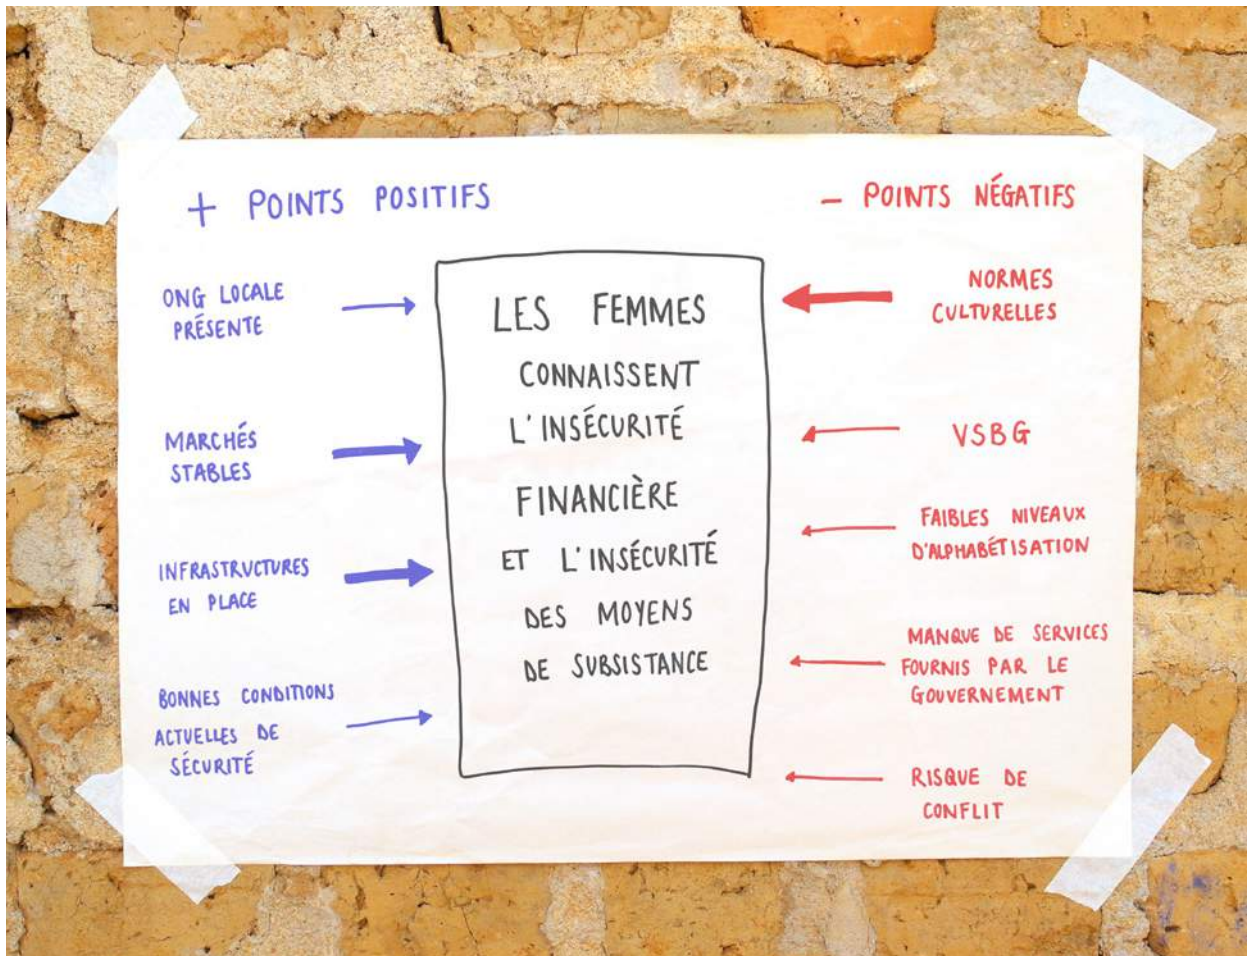 + POINTS POSITIFS
ONG LOCALE
PRÉSENTE
MARCHÉS
STABLES
INFRASTRUCTURES
EN PLACE
BONNES CONDITIONS
ACTUELLES DE
SÉCURITÉ
LES FEMMES
CONNAISSENT
L'INSÉCURITÉ
FINANCIÈRE
ET L'INSÉCURITÉ
DES MOYENS
DE SUBSISTANCE
- POINTS NÉGATIFS
NORMES
CULTURELLES
VSBG
FAIBLES NIVEAUX
D'ALPHABÉTISATION
MANQUE DE SERVICES
FOURNIS PAR LE
GOUVERNEMENT
RISQUE DE
CONFLIT